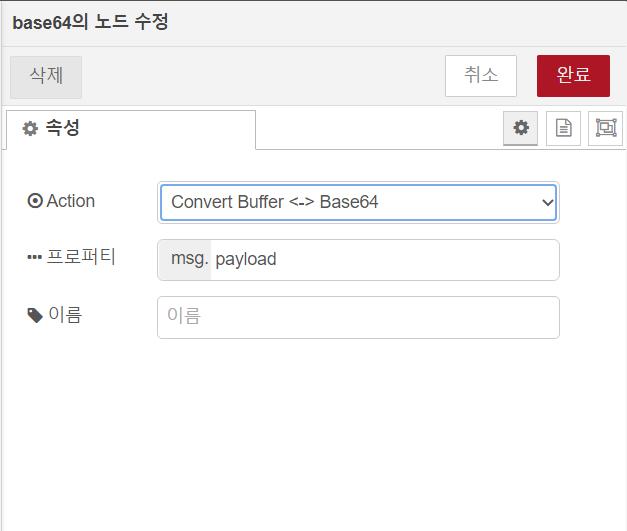 base64의 노드 수정
삭제 취소 완료
속성
Action Convert Buffer <-> Base64
프로퍼티 msg. payload
이름 이름